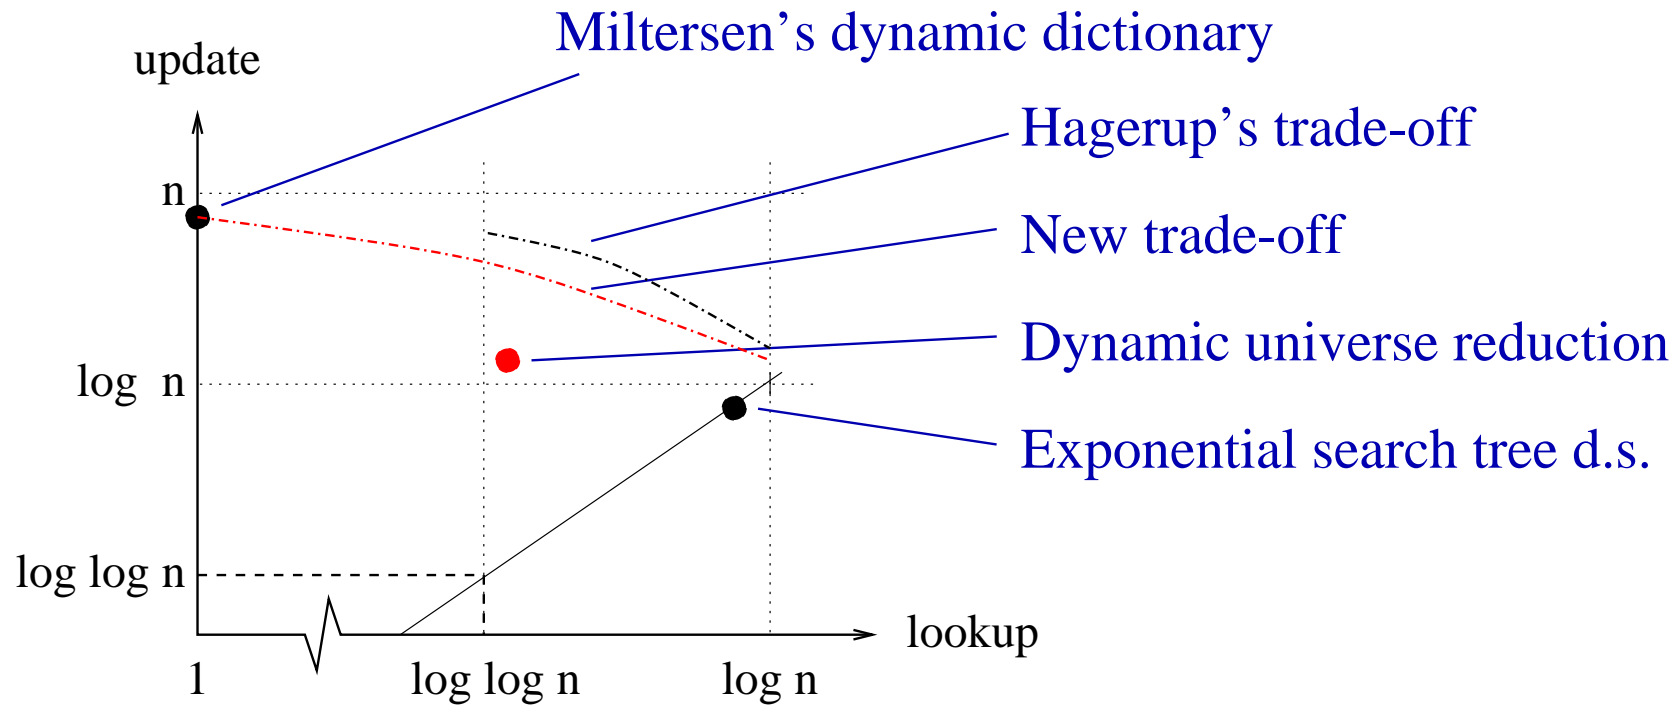 Miltersen's dynamic dictionary
update
Hagerup's trade-off
n
New trade-off
Dynamic universe reduction
log n
Exponential search tree d.s.
log log n
lookup
1
log log n
log n